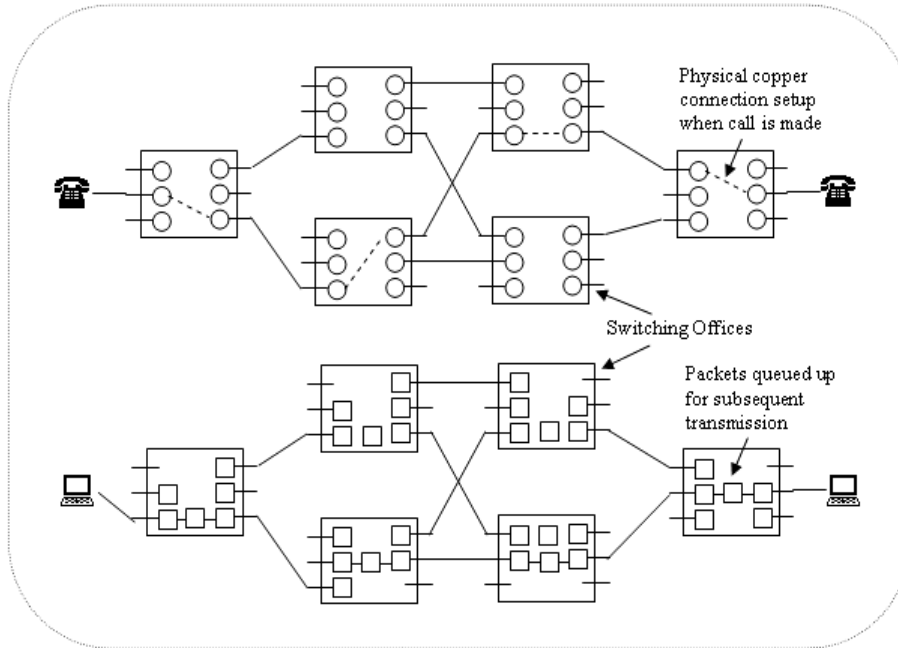 Physical copper
connection setup
when call is made
Switching Offices
Packets queued up
for subsequent
transmission